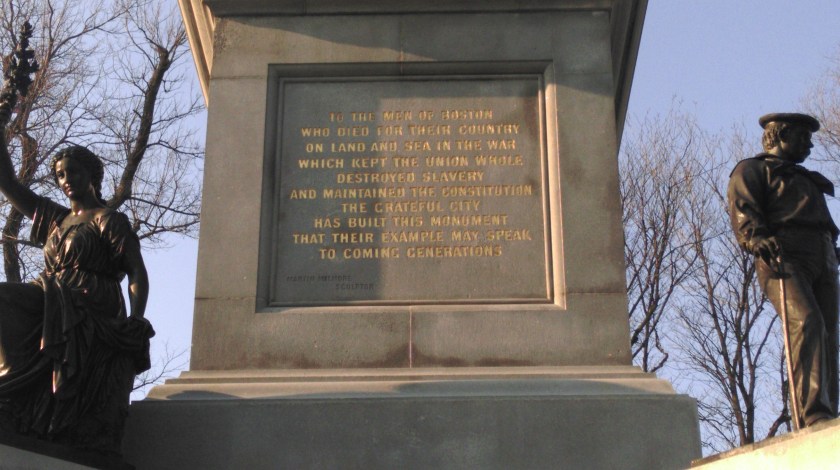 TO THE MEN OF BOSTON
WHO DIED FOR THEIR COUNTRY
ON LAND AND SEA IN THE WAR
WHICH KEPT THE UNION WHOLE
DESTROYED SLAVERY
AND MAINTAINED THE CONSTITUTION
THE GRATEFUL CITY
HAS BUILT THIS MONUMENT
THAT THEIR EXAMPLE MAY SPEAK
TO COMING GENERATIONS
SCULPTOR